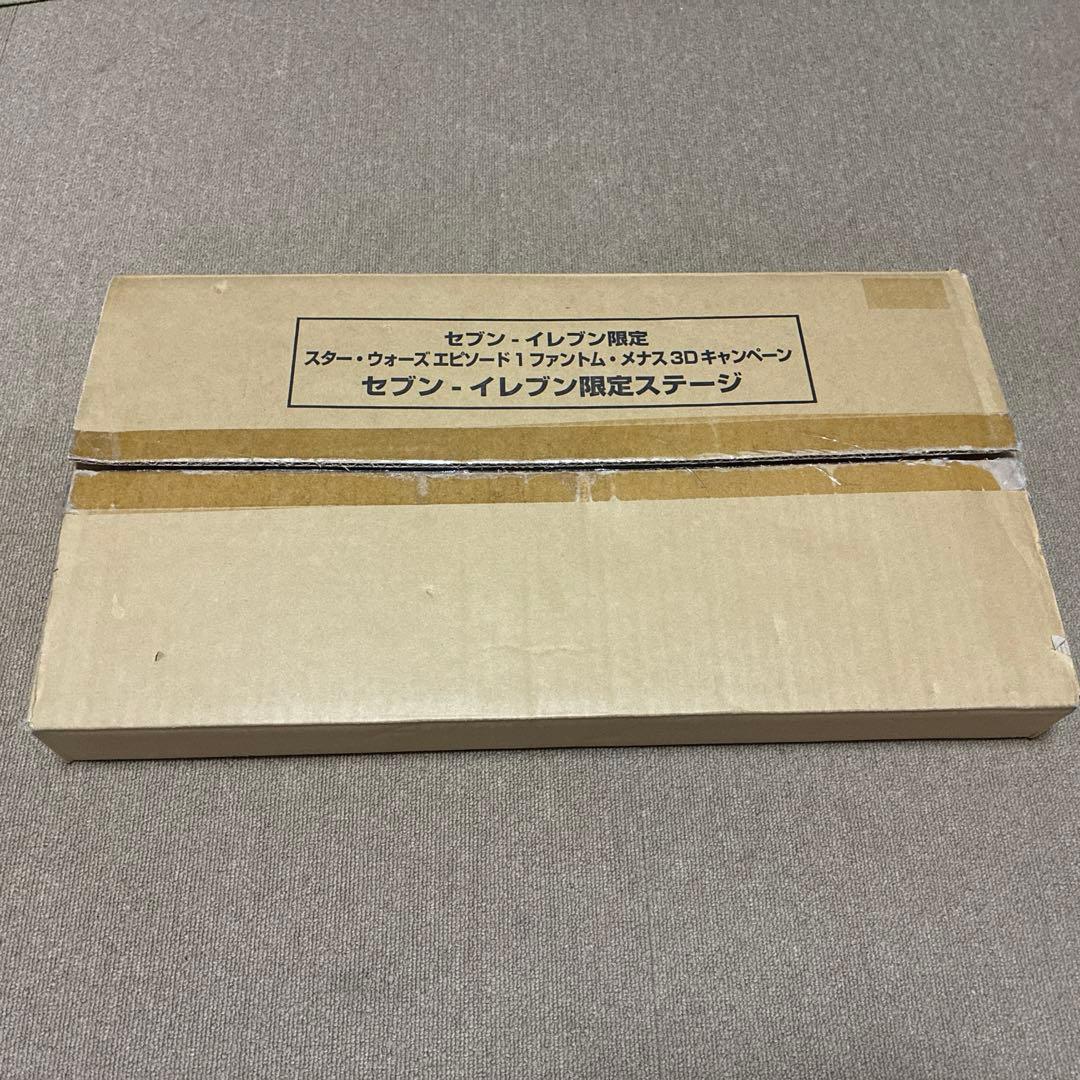 セブン - イレブン限定
スター・ウォーズ エピソード 1 ファントム・メナス 3D キャンペーン
セブン - イレブン限定ステージ